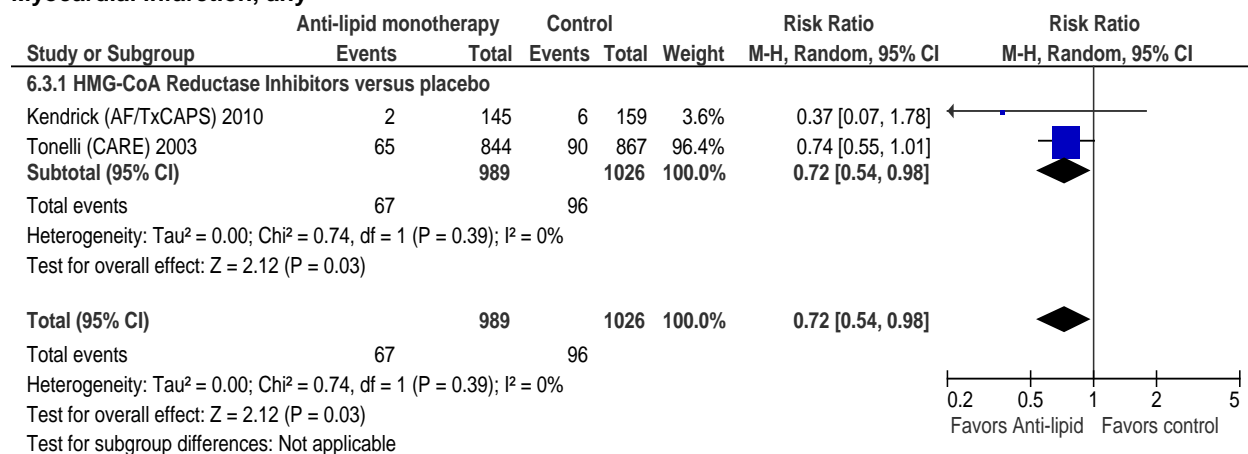 Myocardial infarction, any
Anti-lipid monotherapy Control Risk Ratio Risk Ratio
Study or Subgroup Events Total Events Total Weight M-H, Random, 95% CI M-H, Random, 95% CI
6.3.1 HMG-CoA Reductase Inhibitors versus placebo
Kendrick (AF/TxCAPS) 2010 2 145 6 159 3.6% 0.37 [0.07, 1.78]
Tonelli (CARE) 2003 65 844 90 867 96.4% 0.74 [0.55, 1.01]
Subtotal (95% CI) 989 1026 100.0% 0.72 [0.54, 0.98]
Total events 67 96
Heterogeneity: Tau² = 0.00; Chi² = 0.74, df = 1 (P = 0.39); I² = 0%
Test for overall effect: Z = 2.12 (P = 0.03)
Total (95% CI) 989 1026 100.0% 0.72 [0.54, 0.98]
Total events 67 96
Heterogeneity: Tau² = 0.00; Chi² = 0.74, df = 1 (P = 0.39); I² = 0%
Test for overall effect: Z = 2.12 (P = 0.03)
Test for subgroup differences: Not applicable
0.2 0.5 1 2 5
Favors Anti-lipid Favors control